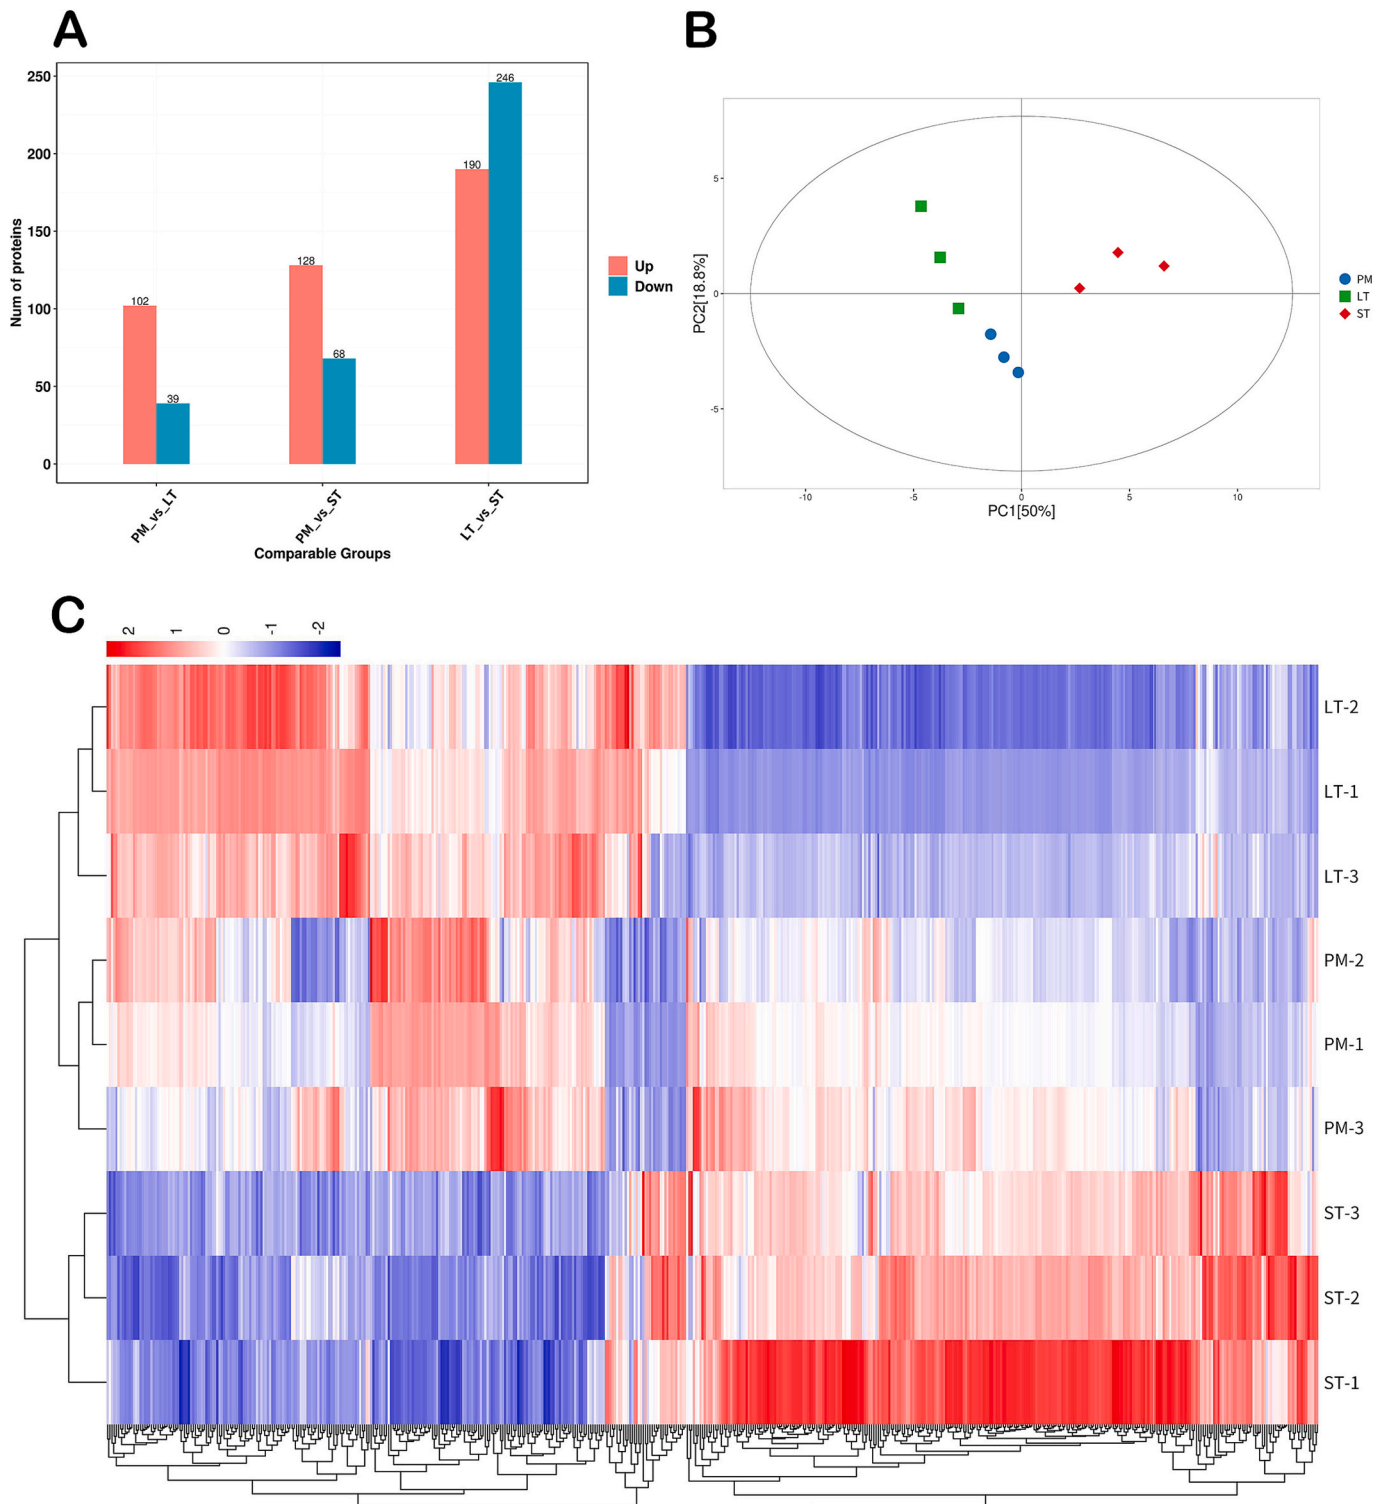 A
250
200
150
100
50
0
Num of proteins
102
39
128
68
190
246
PM_vs_LT
PM_vs_ST
LT_vs_ST
Comparable Groups
Up
Down
B
5
0
-5
PC2[18.8%]
-10
-5
0
5
10
PC1[50%]
PM
LT
ST
C
2
1
0
-1
-2
LT-2
LT-1
LT-3
PM-2
PM-1
PM-3
ST-3
ST-2
ST-1